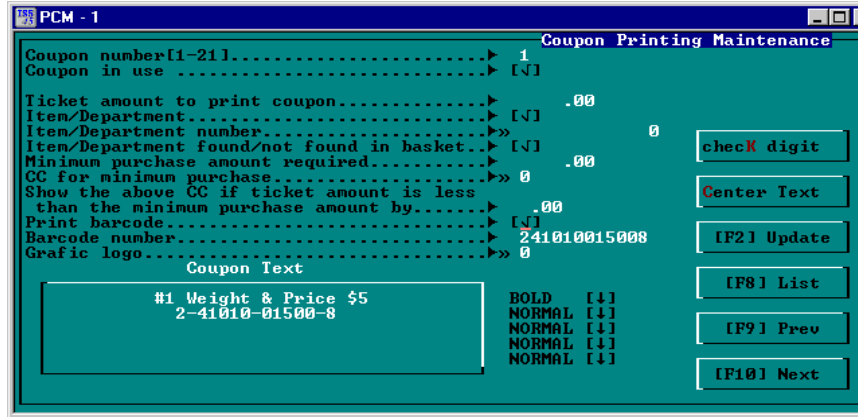 ISS
45 PCM - 1
Coupon Printing Maintenance
Coupon number[1-21]................................► 1
Coupon in use ......................................► [√]
Ticket amount to print coupon..................► .00
Item/Department....................................► [√]
Item/Department number..........................►» 0
Item/Department found/not found in basket..► [√]
Minimum purchase amount required..............► .00
CC for minimum purchase.........................►» 0
Show the above CC if ticket amount is less
than the minimum purchase amount by.......► .00
Print barcode.......................................► [√]
Barcode number.....................................► 241010015008
Grafic logo.........................................►» 0
Coupon Text
#1 Weight & Price $5
2-41010-01500-8
BOLD [↓]
NORMAL [↓]
NORMAL [↓]
NORMAL [↓]
NORMAL [↓]
checK digit
Center Text
[F2] Update
[F8] List
[F9] Prev
[F10] Next